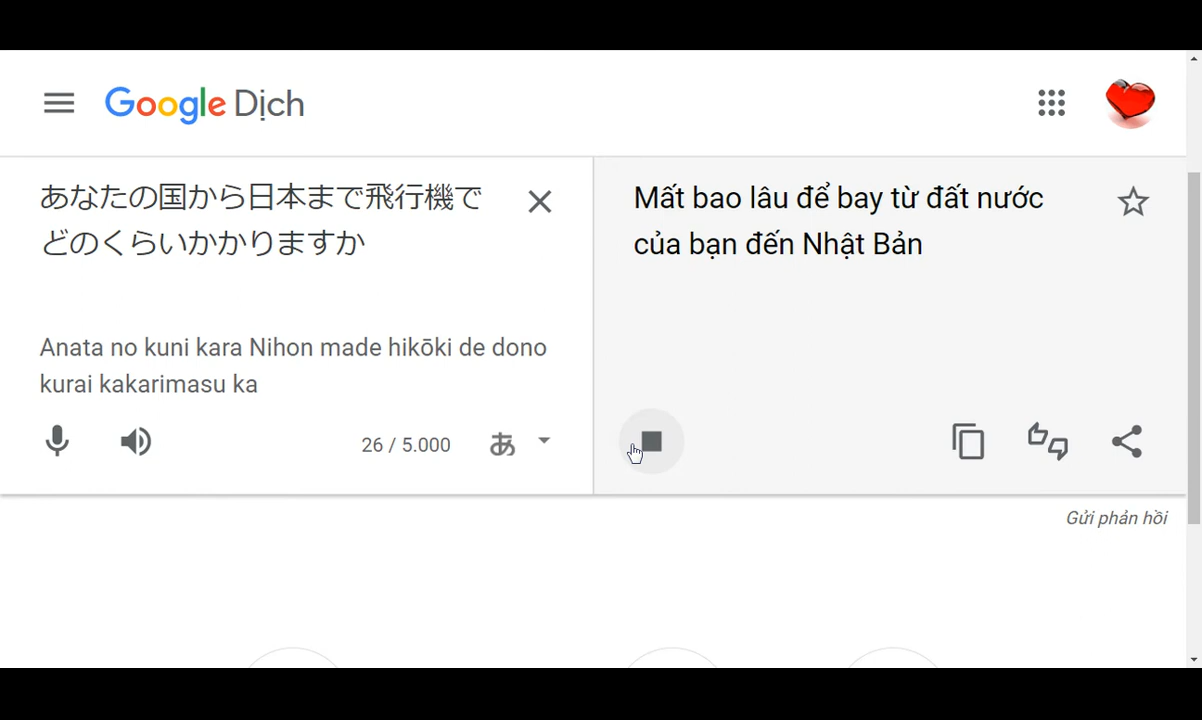 Google Dịch
あなたの国から日本まで飛行機で
どのくらいかかりますか
Anata no kuni kara Nihon made hikōki de dono
kurai kakarimasu ka
26 / 5.000
あ
Mất bao lâu để bay từ đất nước
của bạn đến Nhật Bản
Gửi phản hồi